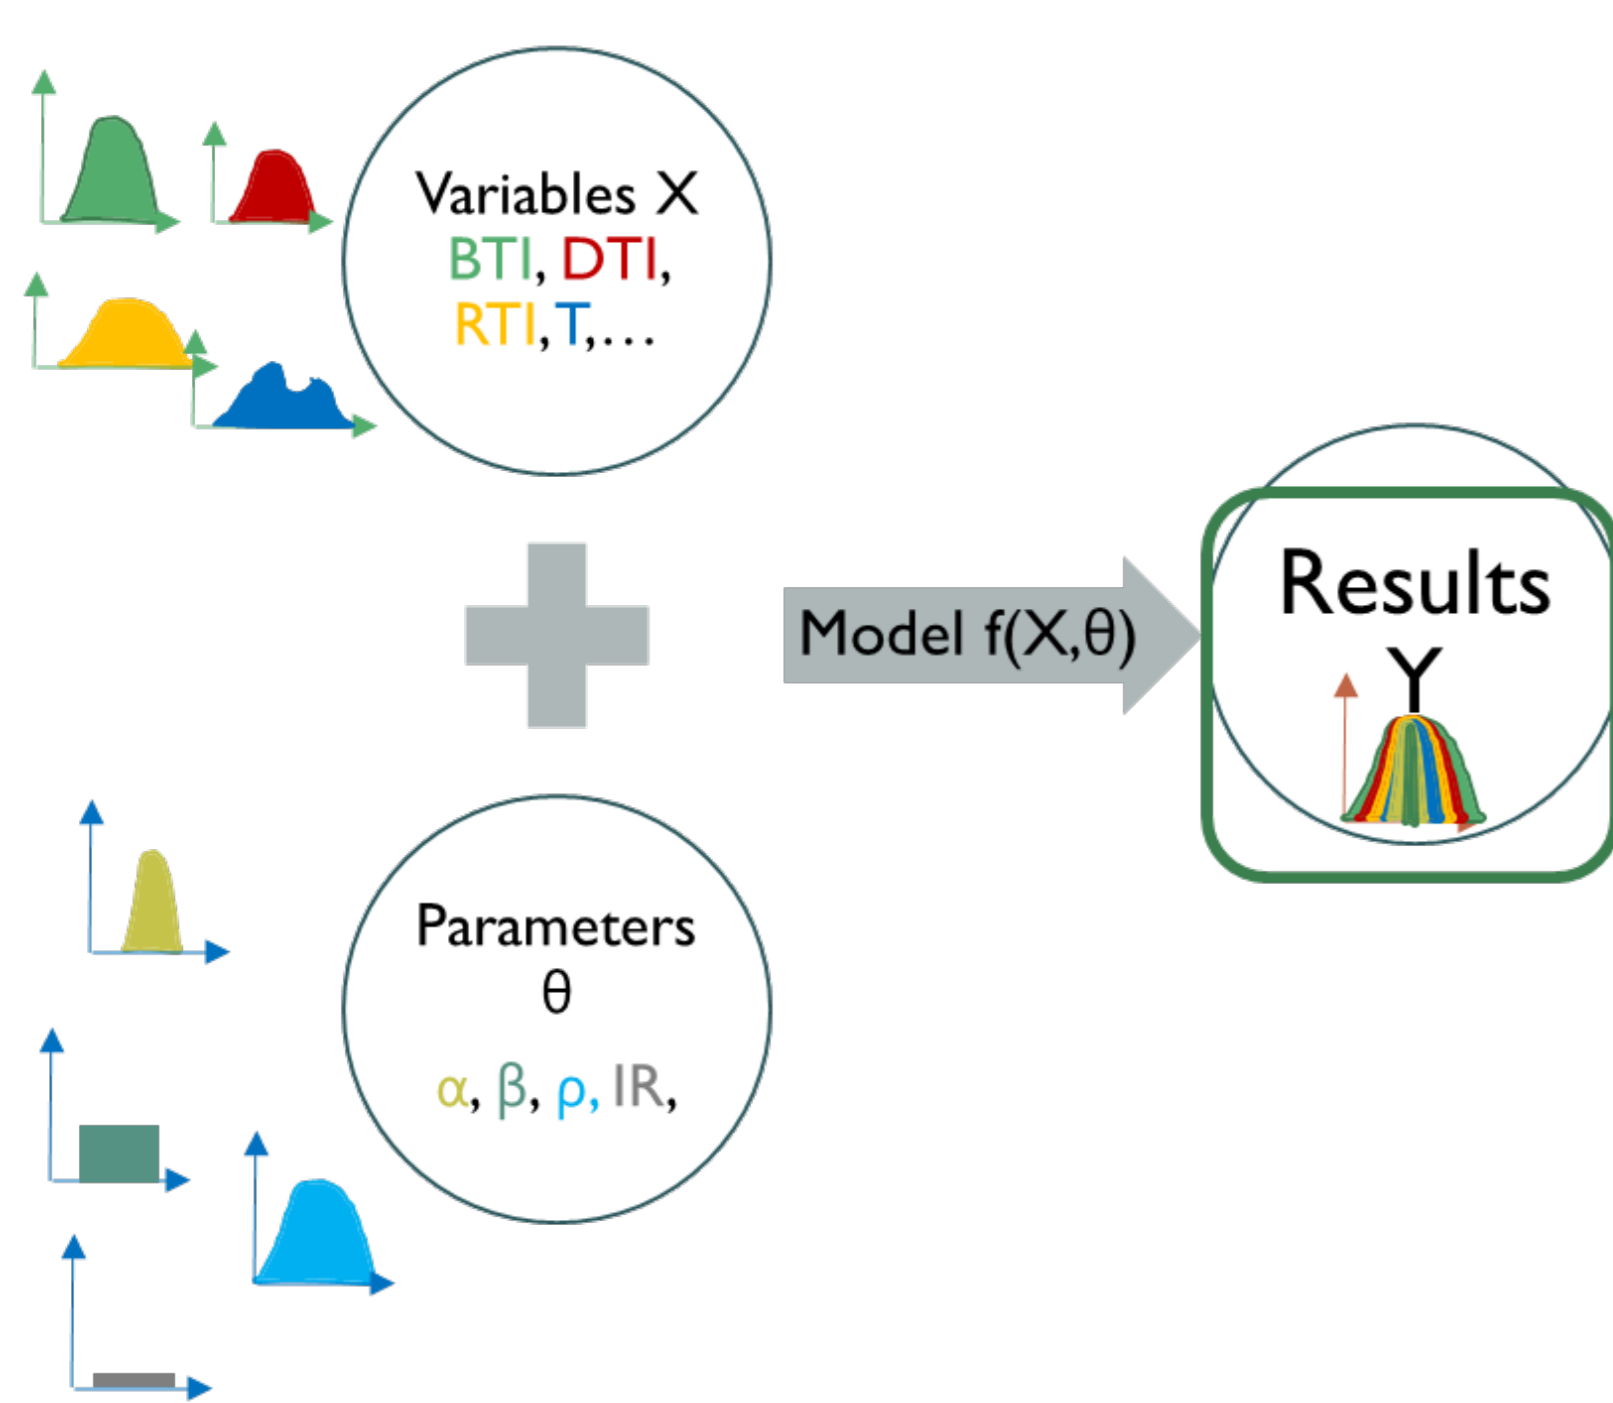 Variables X
BTI, DTI,
RTI, T,...
Model f(X,θ)
Results
Y
Parameters
θ
α, β, ρ, IR,